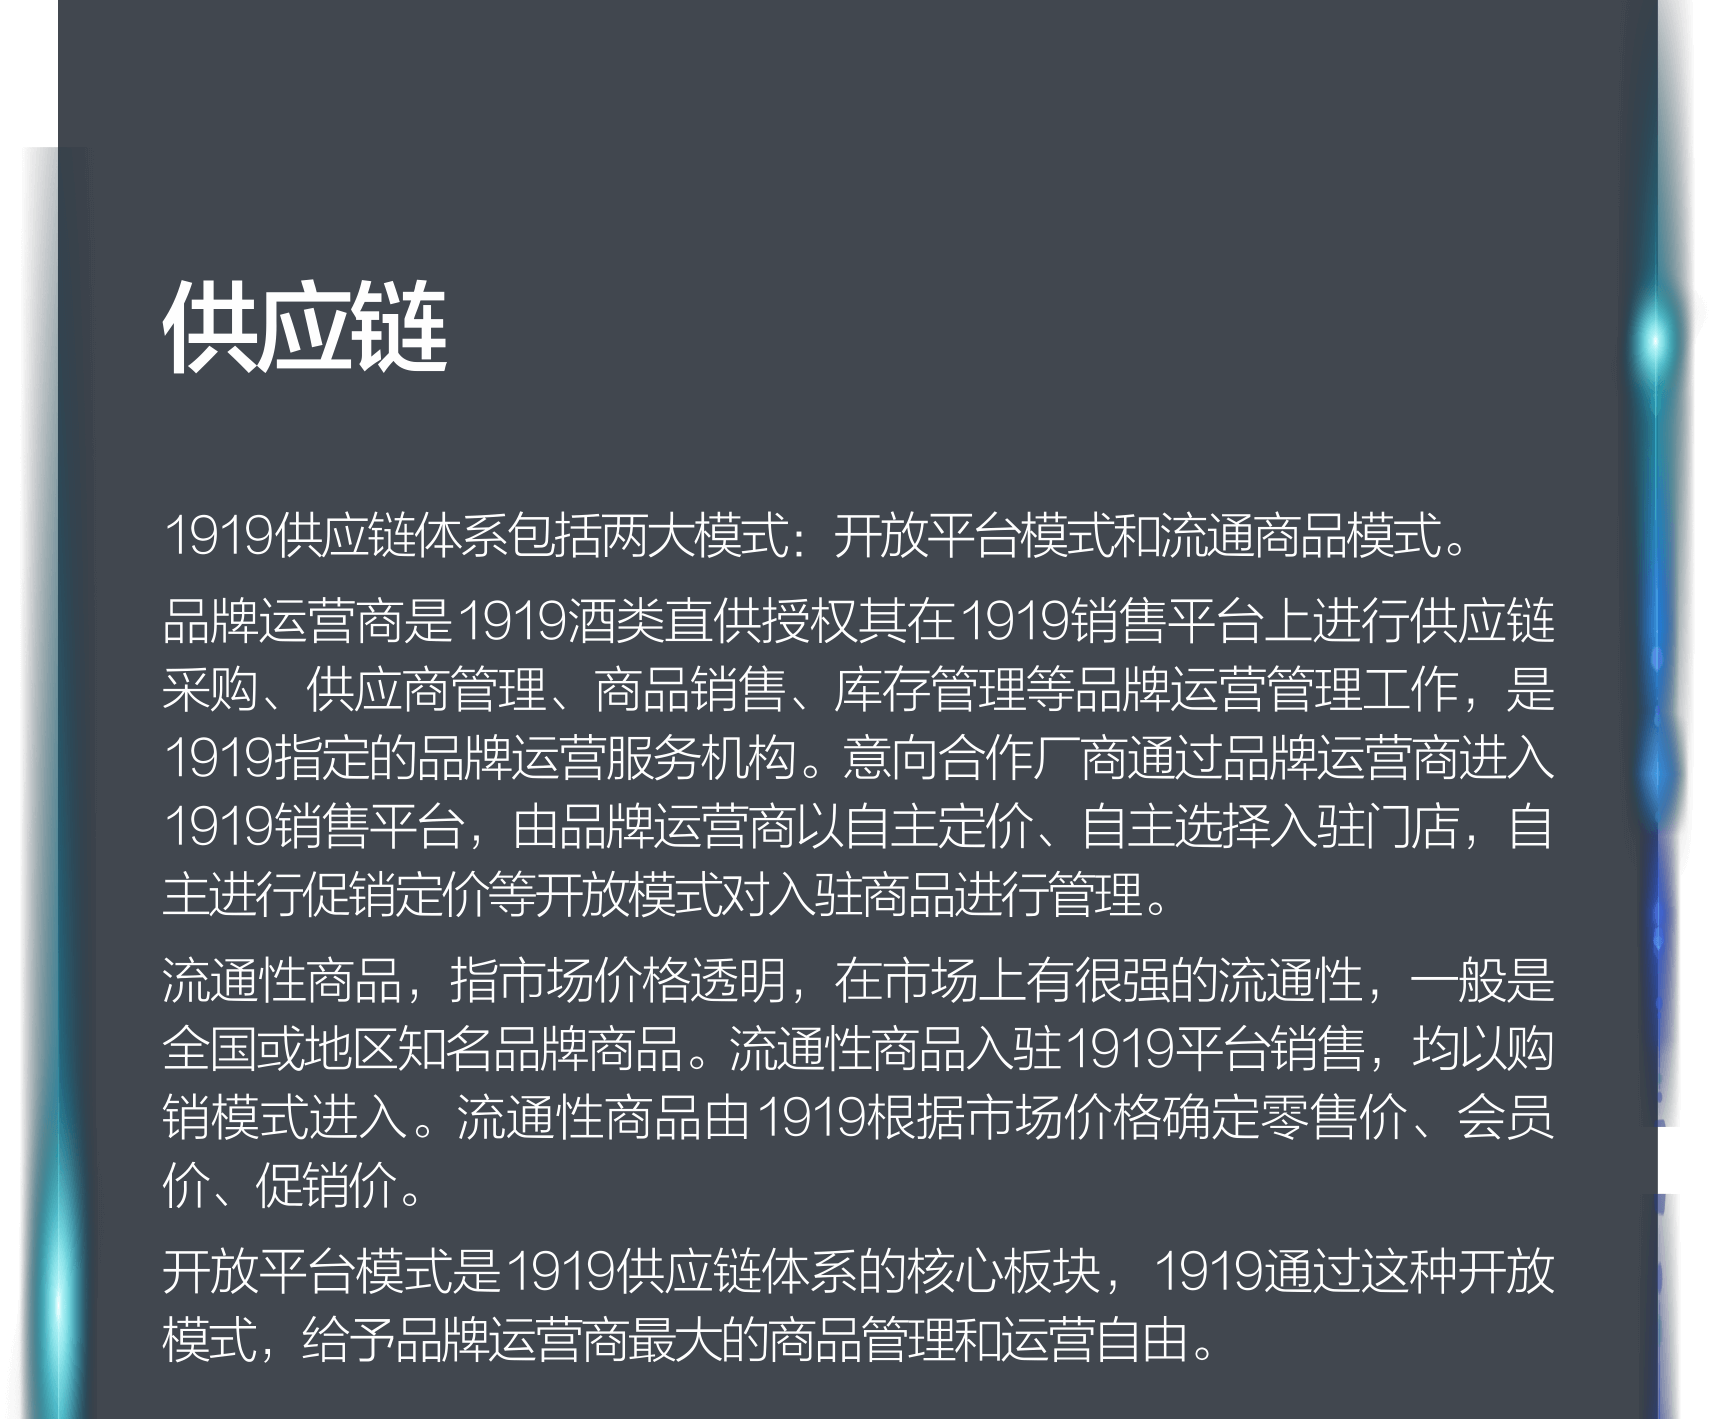 供应链
1919供应链体系包括两大模式：开放平台模式和流通商品模式。
品牌运营商是1919酒类直供授权其在1919销售平台上进行供应链
采购、供应商管理、商品销售、库存管理等品牌运营管理工作，是
1919指定的品牌运营服务机构。意向合作厂商通过品牌运营商进入
1919销售平台，由品牌运营商以自主定价、自主选择入驻门店，自
主进行促销定价等开放模式对入驻商品进行管理。
流通性商品，指市场价格透明，在市场上有很强的流通性，一般是
全国或地区知名品牌商品。流通性商品入驻1919平台销售，均以购
销模式进入。流通性商品由1919根据市场价格确定零售价、会员
价、促销价。
开放平台模式是1919供应链体系的核心板块，1919通过这种开放
模式，给予品牌运营商最大的商品管理和运营自由。